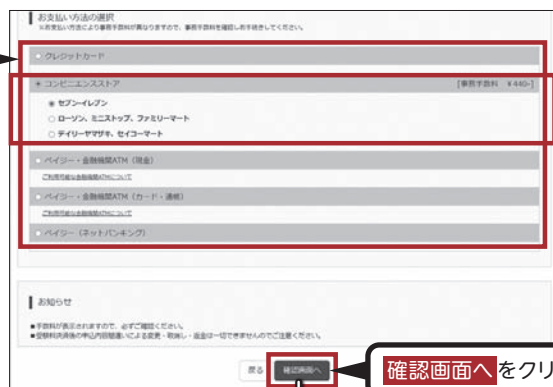 お支払い方法の選択
※お支払い方法により事務手数料が異なりますので、事務手数料を確認しお手続きしてください。
クレジットカード
コンビニエンスストア [事務手数料 ¥440-]
セブン-イレブン
ローソン、ミニストップ、ファミリーマート
デイリーヤマザキ、セイコーマート
ペイジー・金融機関ATM（現金）
ご利用可能な金融機関ATMについて
ペイジー・金融機関ATM（カード・通帳）
ご利用可能な金融機関ATMについて
ペイジー（ネットバンキング）
お知らせ
■手数料が表示されますので、必ずご確認ください。
■受験料決済後の申込内容間違いによる変更・取消し・返金は一切できませんのでご注意ください。
戻る 確認画面へ
確認画面へをクリ